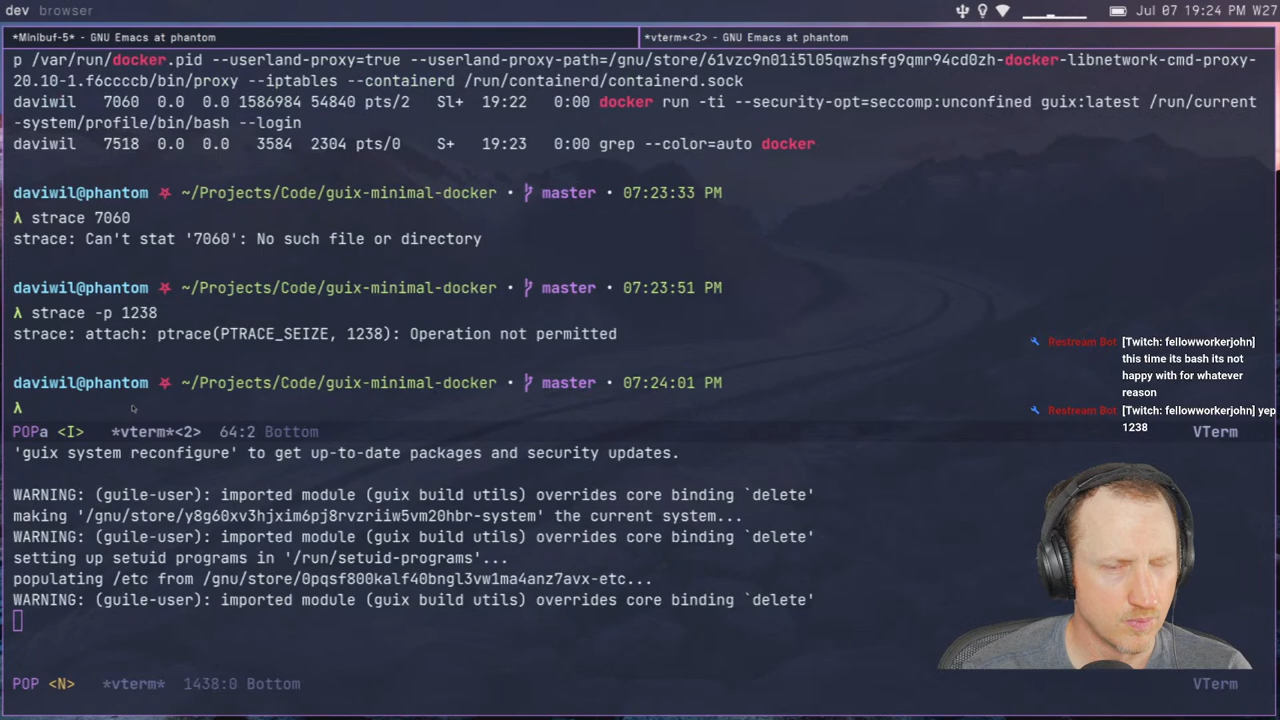 dev browser
Jul 07 19:24 PM W27
*Minibuf-5* - GNU Emacs at phantom
*vterm*<2> - GNU Emacs at phantom
p /var/run/docker.pid --userland-proxy=true --userland-proxy-path=/gnu/store/61vzc9n01i5l05qwzhsfg9qmr94cd0zh-docker-libnetwork-cmd-proxy-
20.10-1.f6ccccb/bin/proxy --iptables --containerd /run/containerd/containerd.sock
daviwil 7060 0.0 0.0 1586984 54840 pts/2 Sl+ 19:22 0:00 docker run -ti --security-opt=seccomp:unconfined guix:latest /run/current
-system/profile/bin/bash --login
daviwil 7518 0.0 0.0 3584 2304 pts/0 S+ 19:23 0:00 grep --color=auto docker
daviwil@phantom ⛧ ~/Projects/Code/guix-minimal-docker • master • 07:23:33 PM
λ strace 7060
strace: Can't stat '7060': No such file or directory
daviwil@phantom ⛧ ~/Projects/Code/guix-minimal-docker • master • 07:23:51 PM
λ strace -p 1238
strace: attach: ptrace(PTRACE_SEIZE, 1238): Operation not permitted
daviwil@phantom ⛧ ~/Projects/Code/guix-minimal-docker • master • 07:24:01 PM
λ
POPa <I> *vterm*<2> 64:2 Bottom VTerm
Restream Bot [Twitch: fellowworkerjohn]
this time its bash its not
happy with for whatever
reason
Restream Bot [Twitch: fellowworkerjohn] yep
1238
'guix system reconfigure' to get up-to-date packages and security updates.
WARNING: (guile-user): imported module (guix build utils) overrides core binding `delete'
making '/gnu/store/y8g60xv3hjxim6pj8rvzriiw5vm20hbr-system' the current system...
WARNING: (guile-user): imported module (guix build utils) overrides core binding `delete'
setting up setuid programs in '/run/setuid-programs'...
populating /etc from /gnu/store/0pqsf800kalf40bngl3vw1ma4anz7avx-etc...
WARNING: (guile-user): imported module (guix build utils) overrides core binding `delete'
POP <N> *vterm* 1438:0 Bottom VTerm